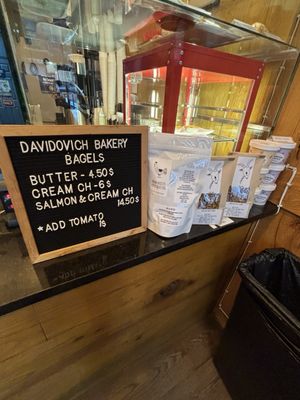 DAVIDOVICH BAKERY
BAGELS
BUTTER - 4.50$
CREAM CH - 6$
SALMON & CREAM CH
14.50$
*ADD TOMATO 1$